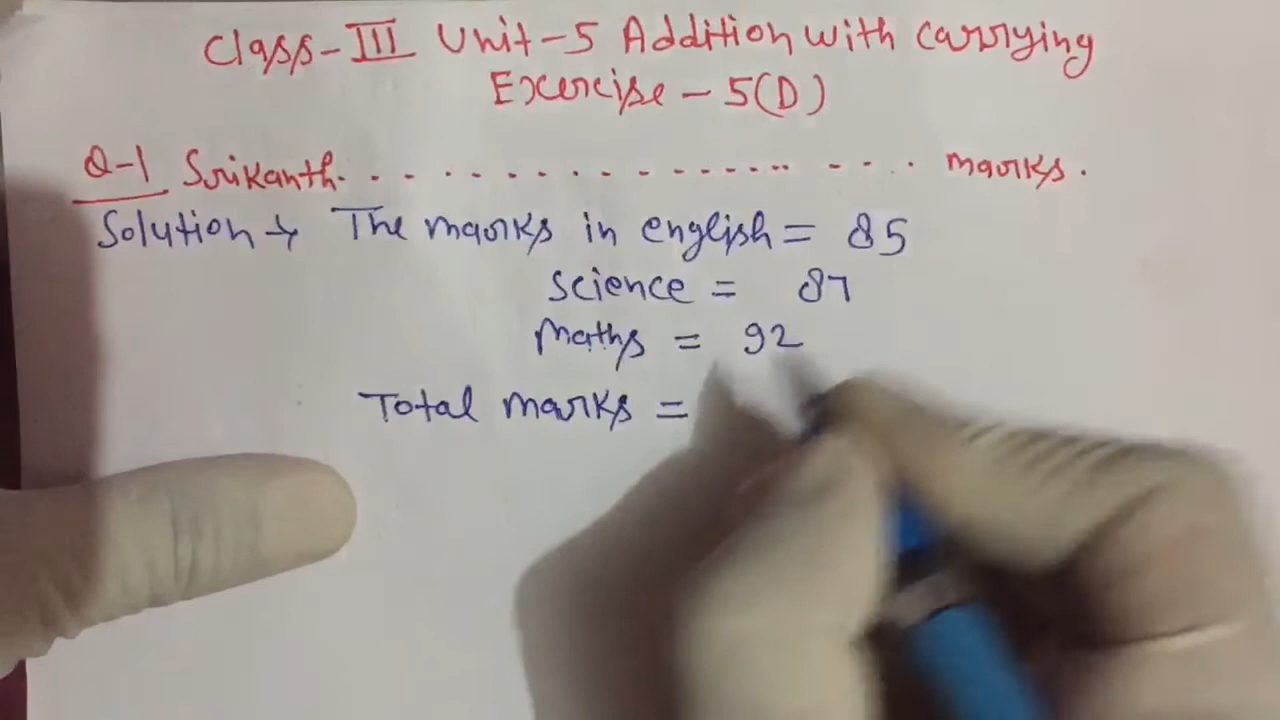 Class-III Unit-5 Addition with carrying
Exercise - 5(D)
Q-1 Srikanth. . . . . . . . . . . . . . . . . . . . . marks.
Solution → The marks in english = 85
science = 87
Maths = 92
Total marks =